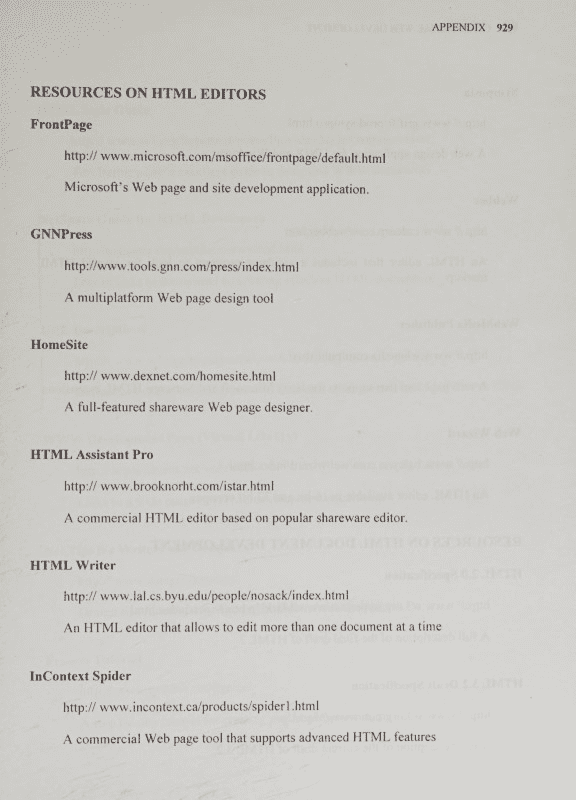 APPENDIX 929
RESOURCES ON HTML EDITORS
FrontPage
http:// www.microsoft.com/msoffice/frontpage/default.html
Microsoft's Web page and site development application.
GNNPress
http://www.tools.gnn.com/press/index.html
A multiplatform Web page design tool
HomeSite
http:// www.dexnet.com/homesite.html
A full-featured shareware Web page designer.
HTML Assistant Pro
http:// www.brooknorht.com/istar.html
A commercial HTML editor based on popular shareware editor.
HTML Writer
http:// www.lal.cs.byu.edu/people/nosack/index.html
An HTML editor that allows to edit more than one document at a time
InContext Spider
http:// www.incontext.ca/products/spider1.html
A commercial Web page tool that supports advanced HTML features